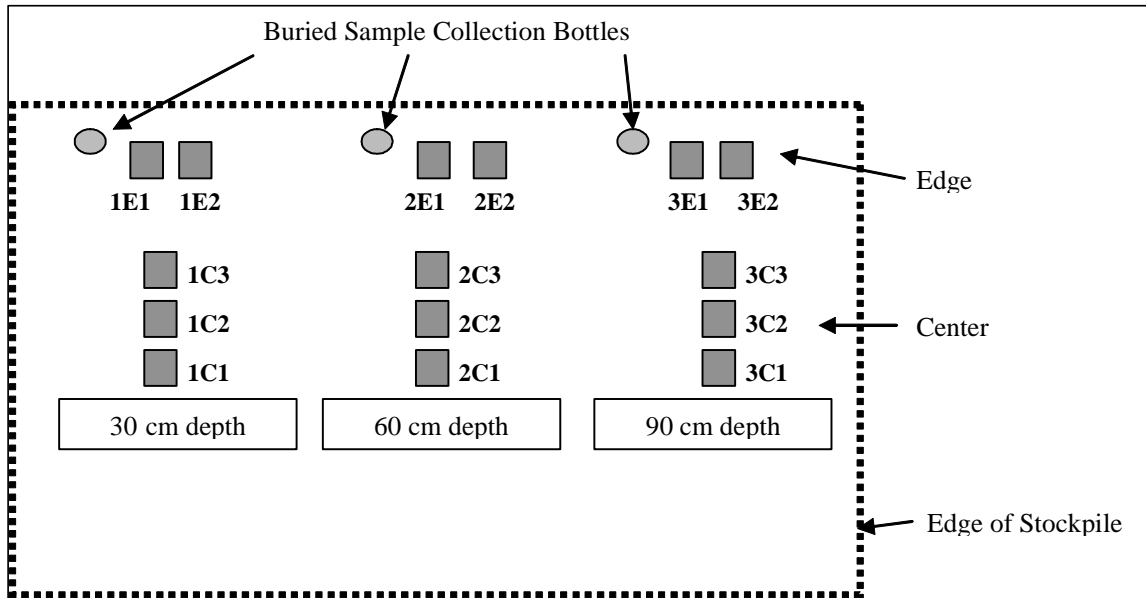 Buried Sample Collection Bottles
1E1 1E2 2E1 2E2 3E1 3E2
Edge
1C3 2C3 3C3
1C2 2C2 3C2
Center
1C1 2C1 3C1
30 cm depth 60 cm depth 90 cm depth
Edge of Stockpile